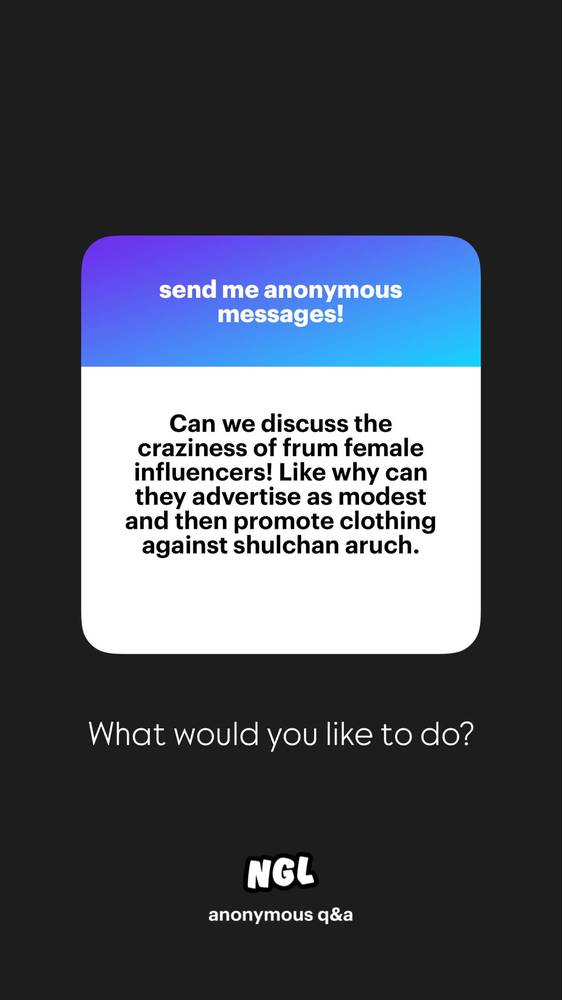 send me anonymous
messages!
Can we discuss the
craziness of frum female
influencers! Like why can
they advertise as modest
and then promote clothing
against shulchan aruch.
What would you like to do?
NGL
anonymous q&a